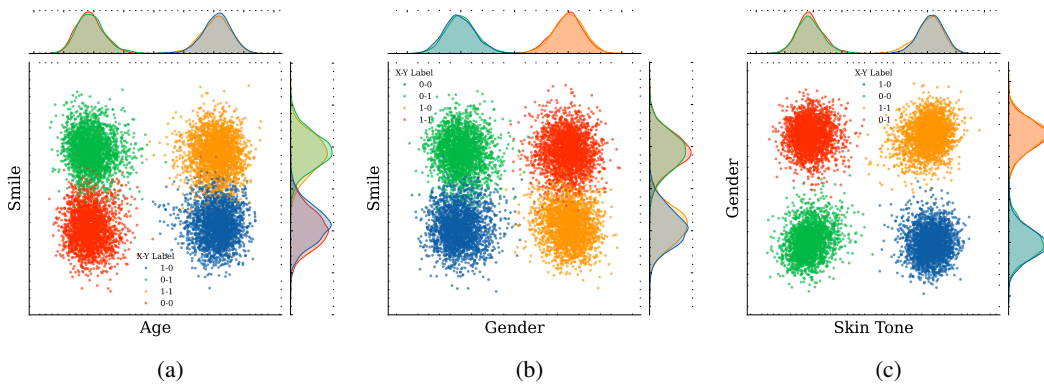 Smile
X-Y Label
1-0
0-1
1-1
0-0
Age
(a)
Smile
X-Y Label
0-0
0-1
1-0
1-1
Gender
(b)
Gender
X-Y Label
1-0
0-0
1-1
0-1
Skin Tone
(c)